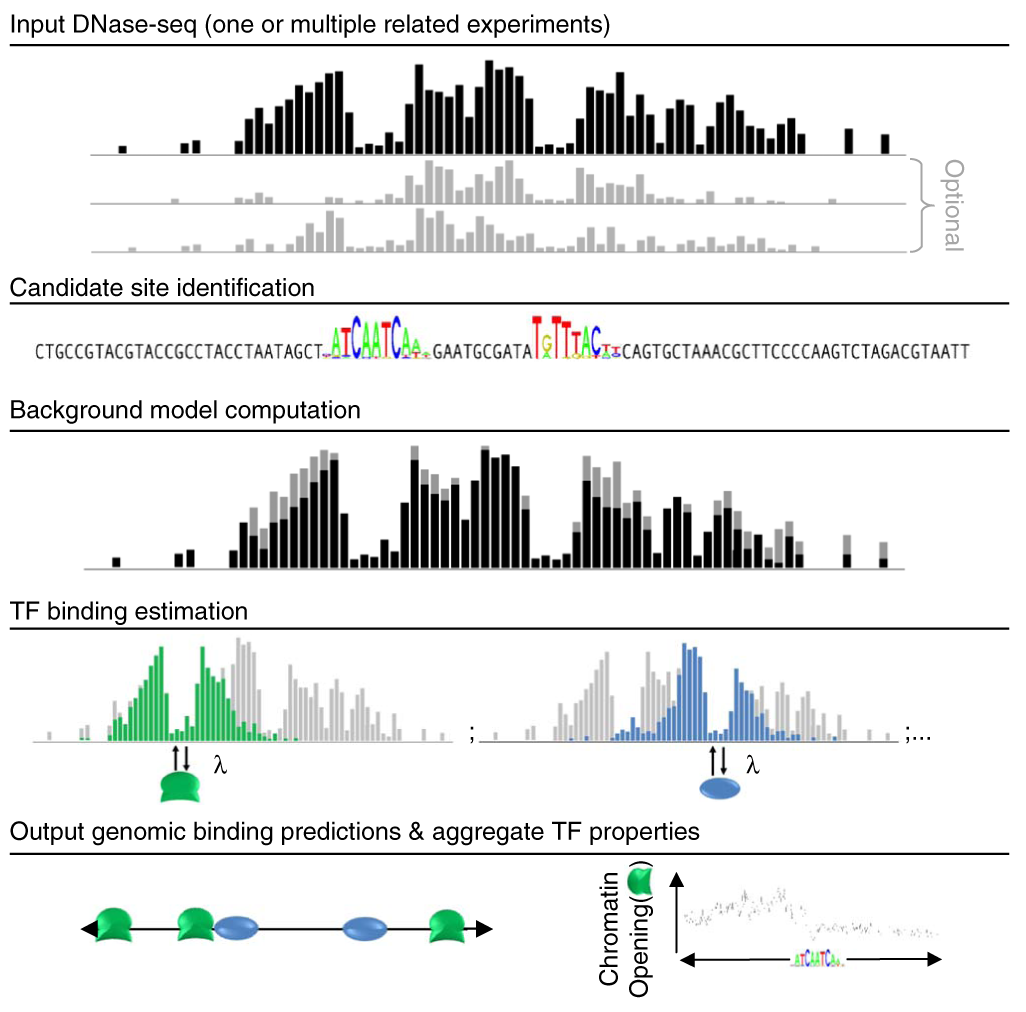 Input DNase-seq (one or multiple related experiments)
Optional
Candidate site identification
CTGCCGTACGTACCGCCTACCTAATAGCT ATCAATCAA GAATGCGATA TGTTTAC CAGTGCTAAACGCTTCCCCAAGTCTAGACGTAATT
Background model computation
TF binding estimation
; ;...
λ λ
Output genomic binding predictions & aggregate TF properties
Chromatin
Opening( )
ATCAATCA